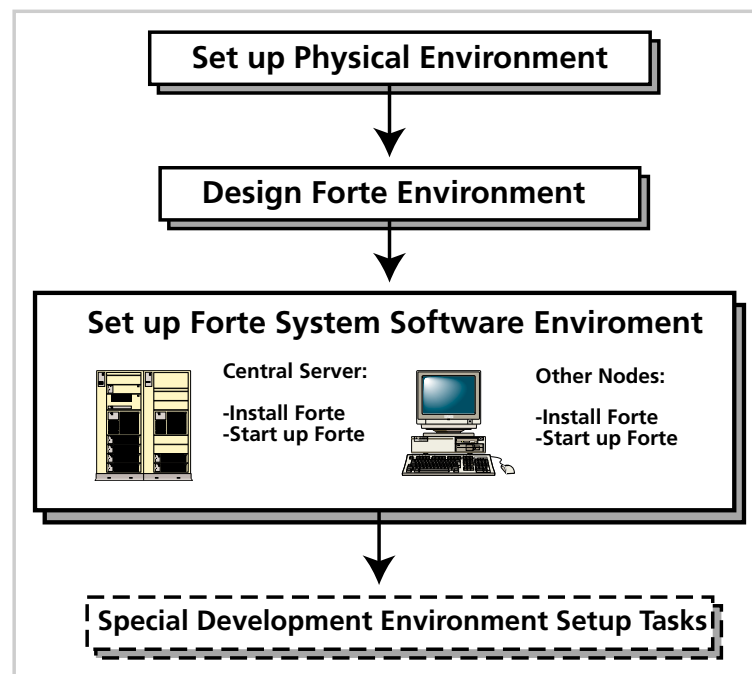 Set up Physical Environment
Design Forte Environment
Set up Forte System Software Enviroment
Central Server:
-Install Forte
-Start up Forte
Other Nodes:
-Install Forte
-Start up Forte
Special Development Environment Setup Tasks